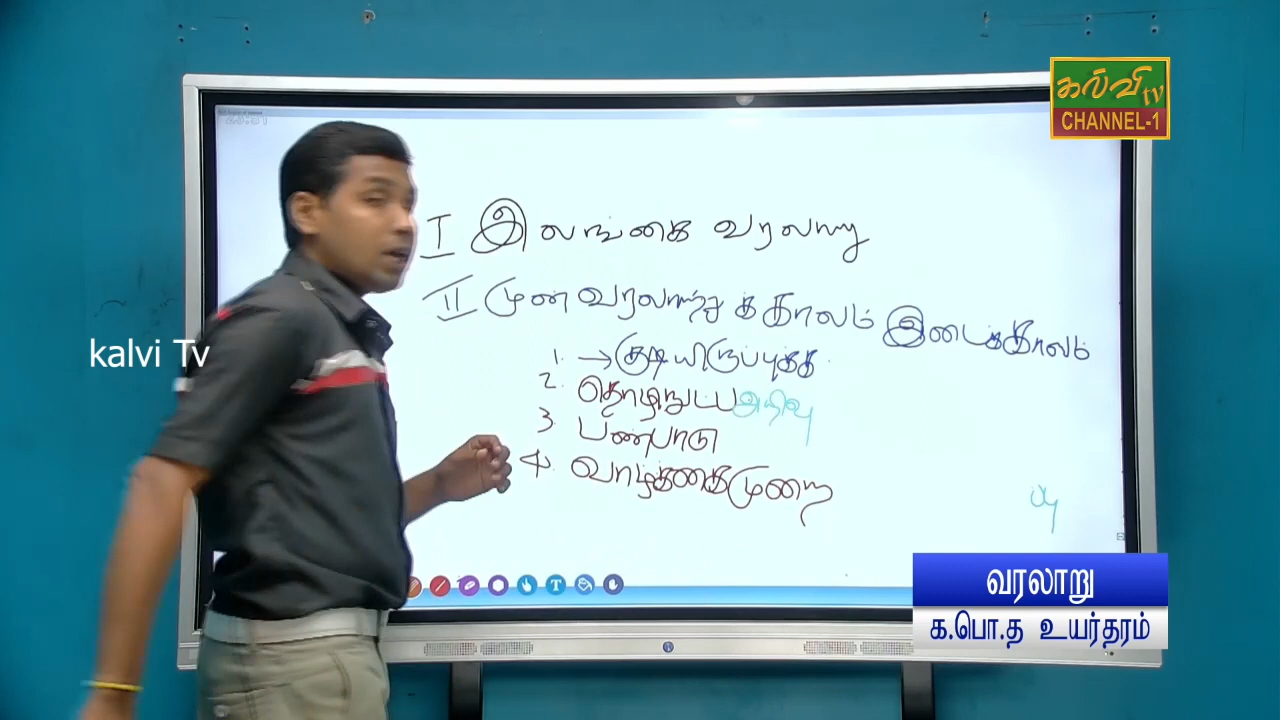 கல்வி tv
CHANNEL-1
I இலங்கை வரலாறு
II முன் வரலாற்றுக் காலம் இடைக்காலம்
1. →
2. தொழிநுட்ப அறிவு
3. பண்பாடு
4. வாழ்க்கைமுறை
kalvi Tv
வரலாறு
க.பொ.த உயர்தரம்